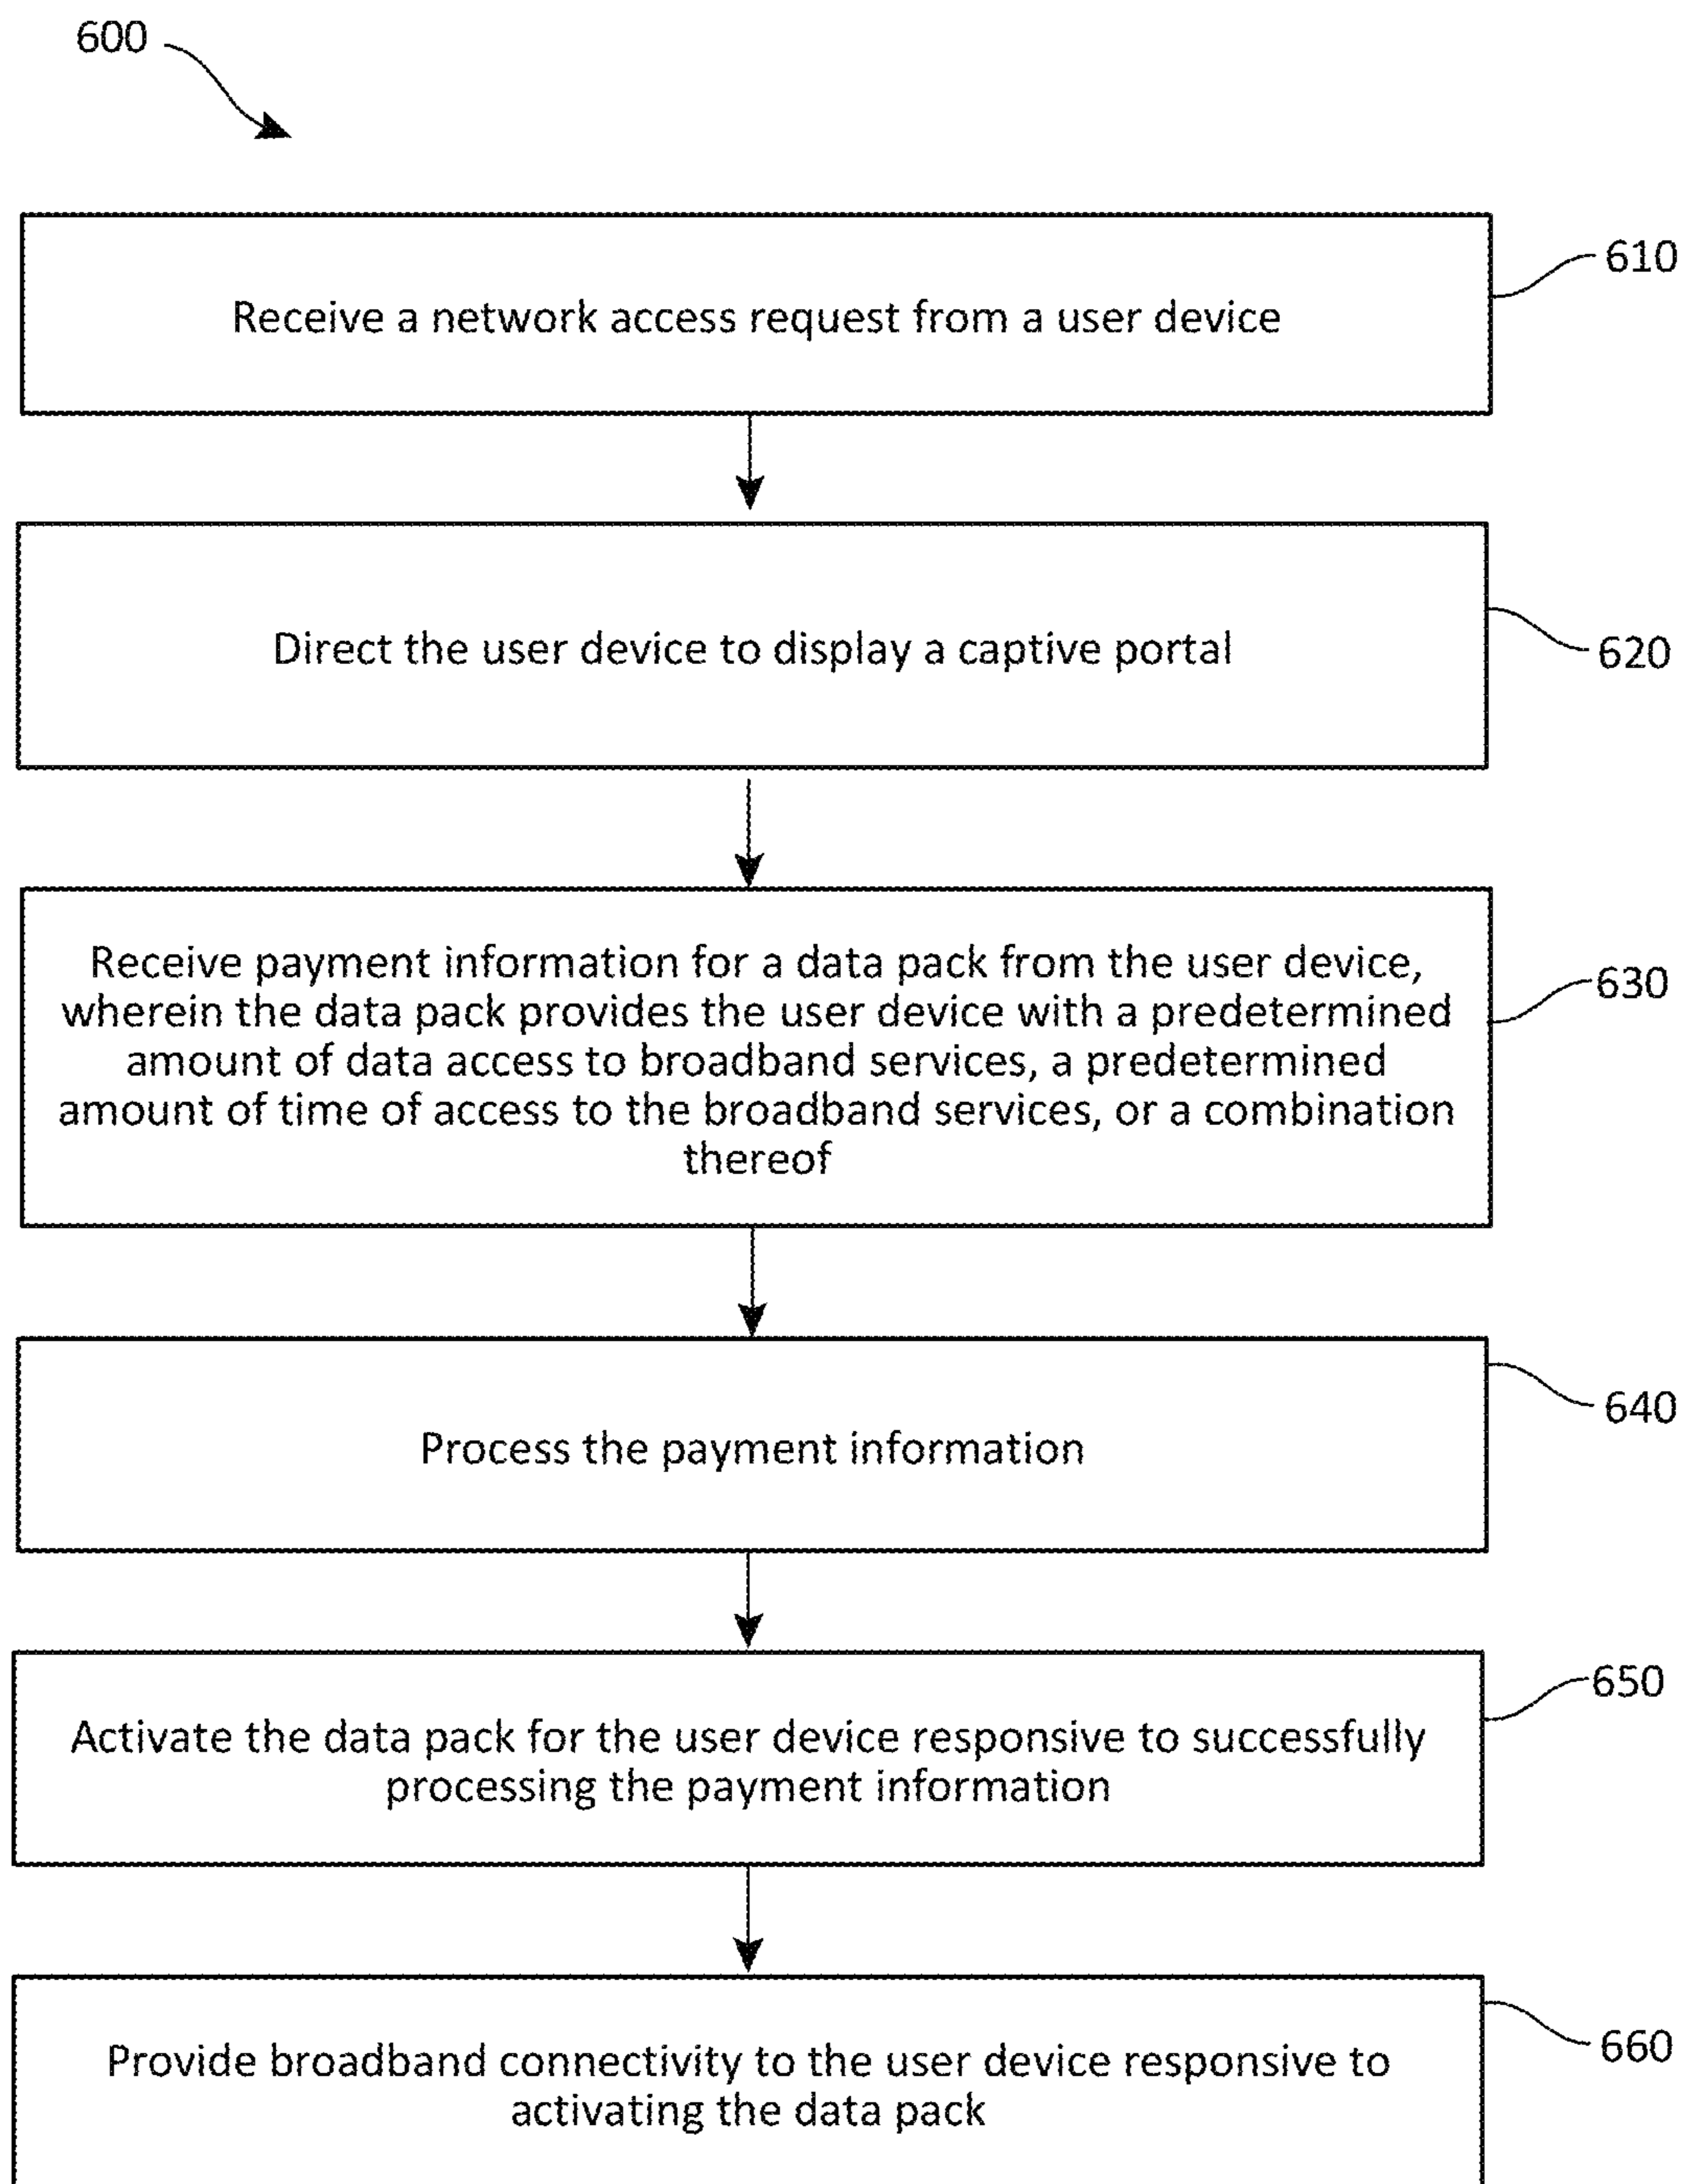 600
Receive a network access request from a user device
610
Direct the user device to display a captive portal
620
Receive payment information for a data pack from the user device,
wherein the data pack provides the user device with a predetermined
amount of data access to broadband services, a predetermined
amount of time of access to the broadband services, or a combination
thereof
630
Process the payment information
640
Activate the data pack for the user device responsive to successfully
processing the payment information
650
Provide broadband connectivity to the user device responsive to
activating the data pack
660